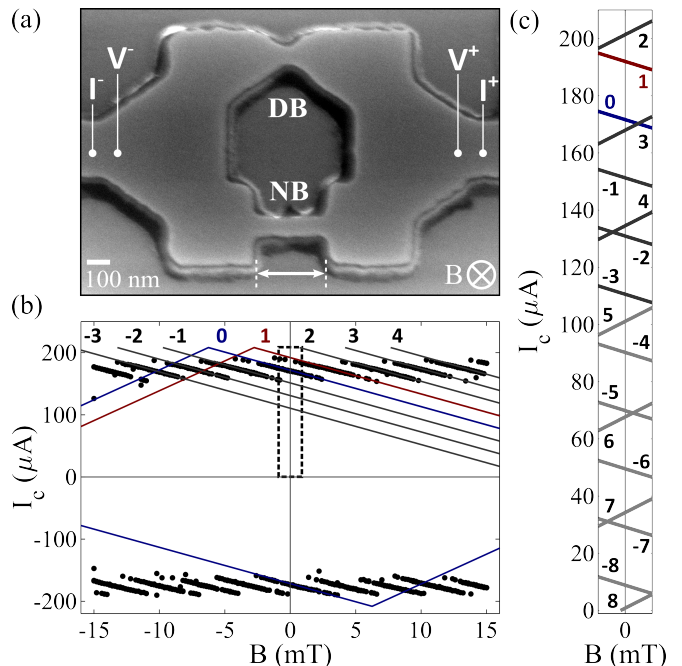 (a)
V⁻
V⁺
I⁻
I⁺
DB
NB
100 nm
B
(b)
-3 -2 -1 0 1 2 3 4
200
100
0
-100
-200
I_c (μA)
-15 -10 -5 0 5 10 15
B (mT)
(c)
200
180
160
140
120
100
80
60
40
20
0
I_c (μA)
2
1
0
3
-1
4
-2
-3
5
-4
-5
6
-6
7
-7
-8
8
0
B (mT)